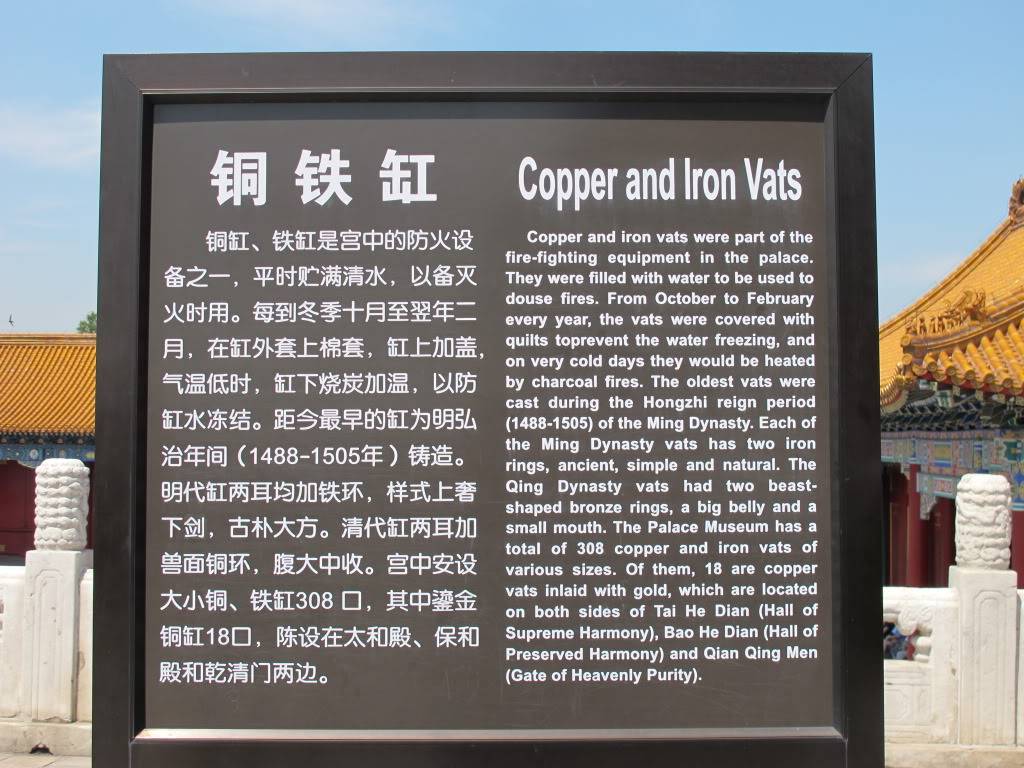 铜铁缸
铜缸、铁缸是宫中的防火设
备之一，平时贮满清水，以备灭
火时用。每到冬季十月至翌年二
月，在缸外套上棉套，缸上加盖，
气温低时，缸下烧炭加温，以防
缸水冻结。距今最早的缸为明弘
治年间（1488-1505年）铸造。
明代缸两耳均加铁环，样式上奢
下剑，古朴大方。清代缸两耳加
兽面铜环，腹大中收。宫中安设
大小铜、铁缸308 口，其中鎏金
铜缸18口，陈设在太和殿、保和
殿和乾清门两边。
Copper and Iron Vats
Copper and iron vats were part of the
fire-fighting equipment in the palace.
They were filled with water to be used to
douse fires. From October to February
every year, the vats were covered with
quilts toprevent the water freezing, and
on very cold days they would be heated
by charcoal fires. The oldest vats were
cast during the Hongzhi reign period
(1488-1505) of the Ming Dynasty. Each of
the Ming Dynasty vats has two iron
rings, ancient, simple and natural. The
Qing Dynasty vats had two beast-
shaped bronze rings, a big belly and a
small mouth. The Palace Museum has a
total of 308 copper and iron vats of
various sizes. Of them, 18 are copper
vats inlaid with gold, which are located
on both sides of Tai He Dian (Hall of
Supreme Harmony), Bao He Dian (Hall of
Preserved Harmony) and Qian Qing Men
(Gate of Heavenly Purity).